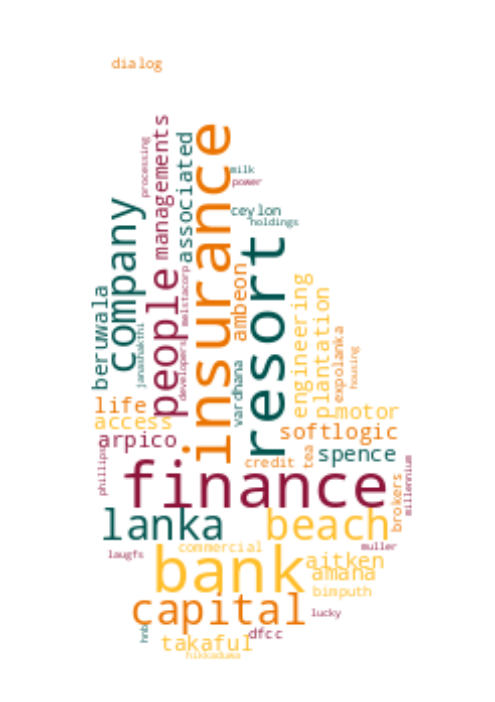 dialog
processing
managements
associated
insurance
milk
power
ceylon
holdings
company
people
melstacorp
developers
janashakthi
beruwala
ambeon
resort
vardhana
engineering
plantation
expolanka
housing
life
access
arpico
motor
softlogic
spence
credit
tea
phillips
finance
brokers
millennium
lanka
beach
commercial
muller
laugfs
bank
aitken
amana
bimputh
capital
lucky
hnb
dfcc
takaful
hikkaduwa